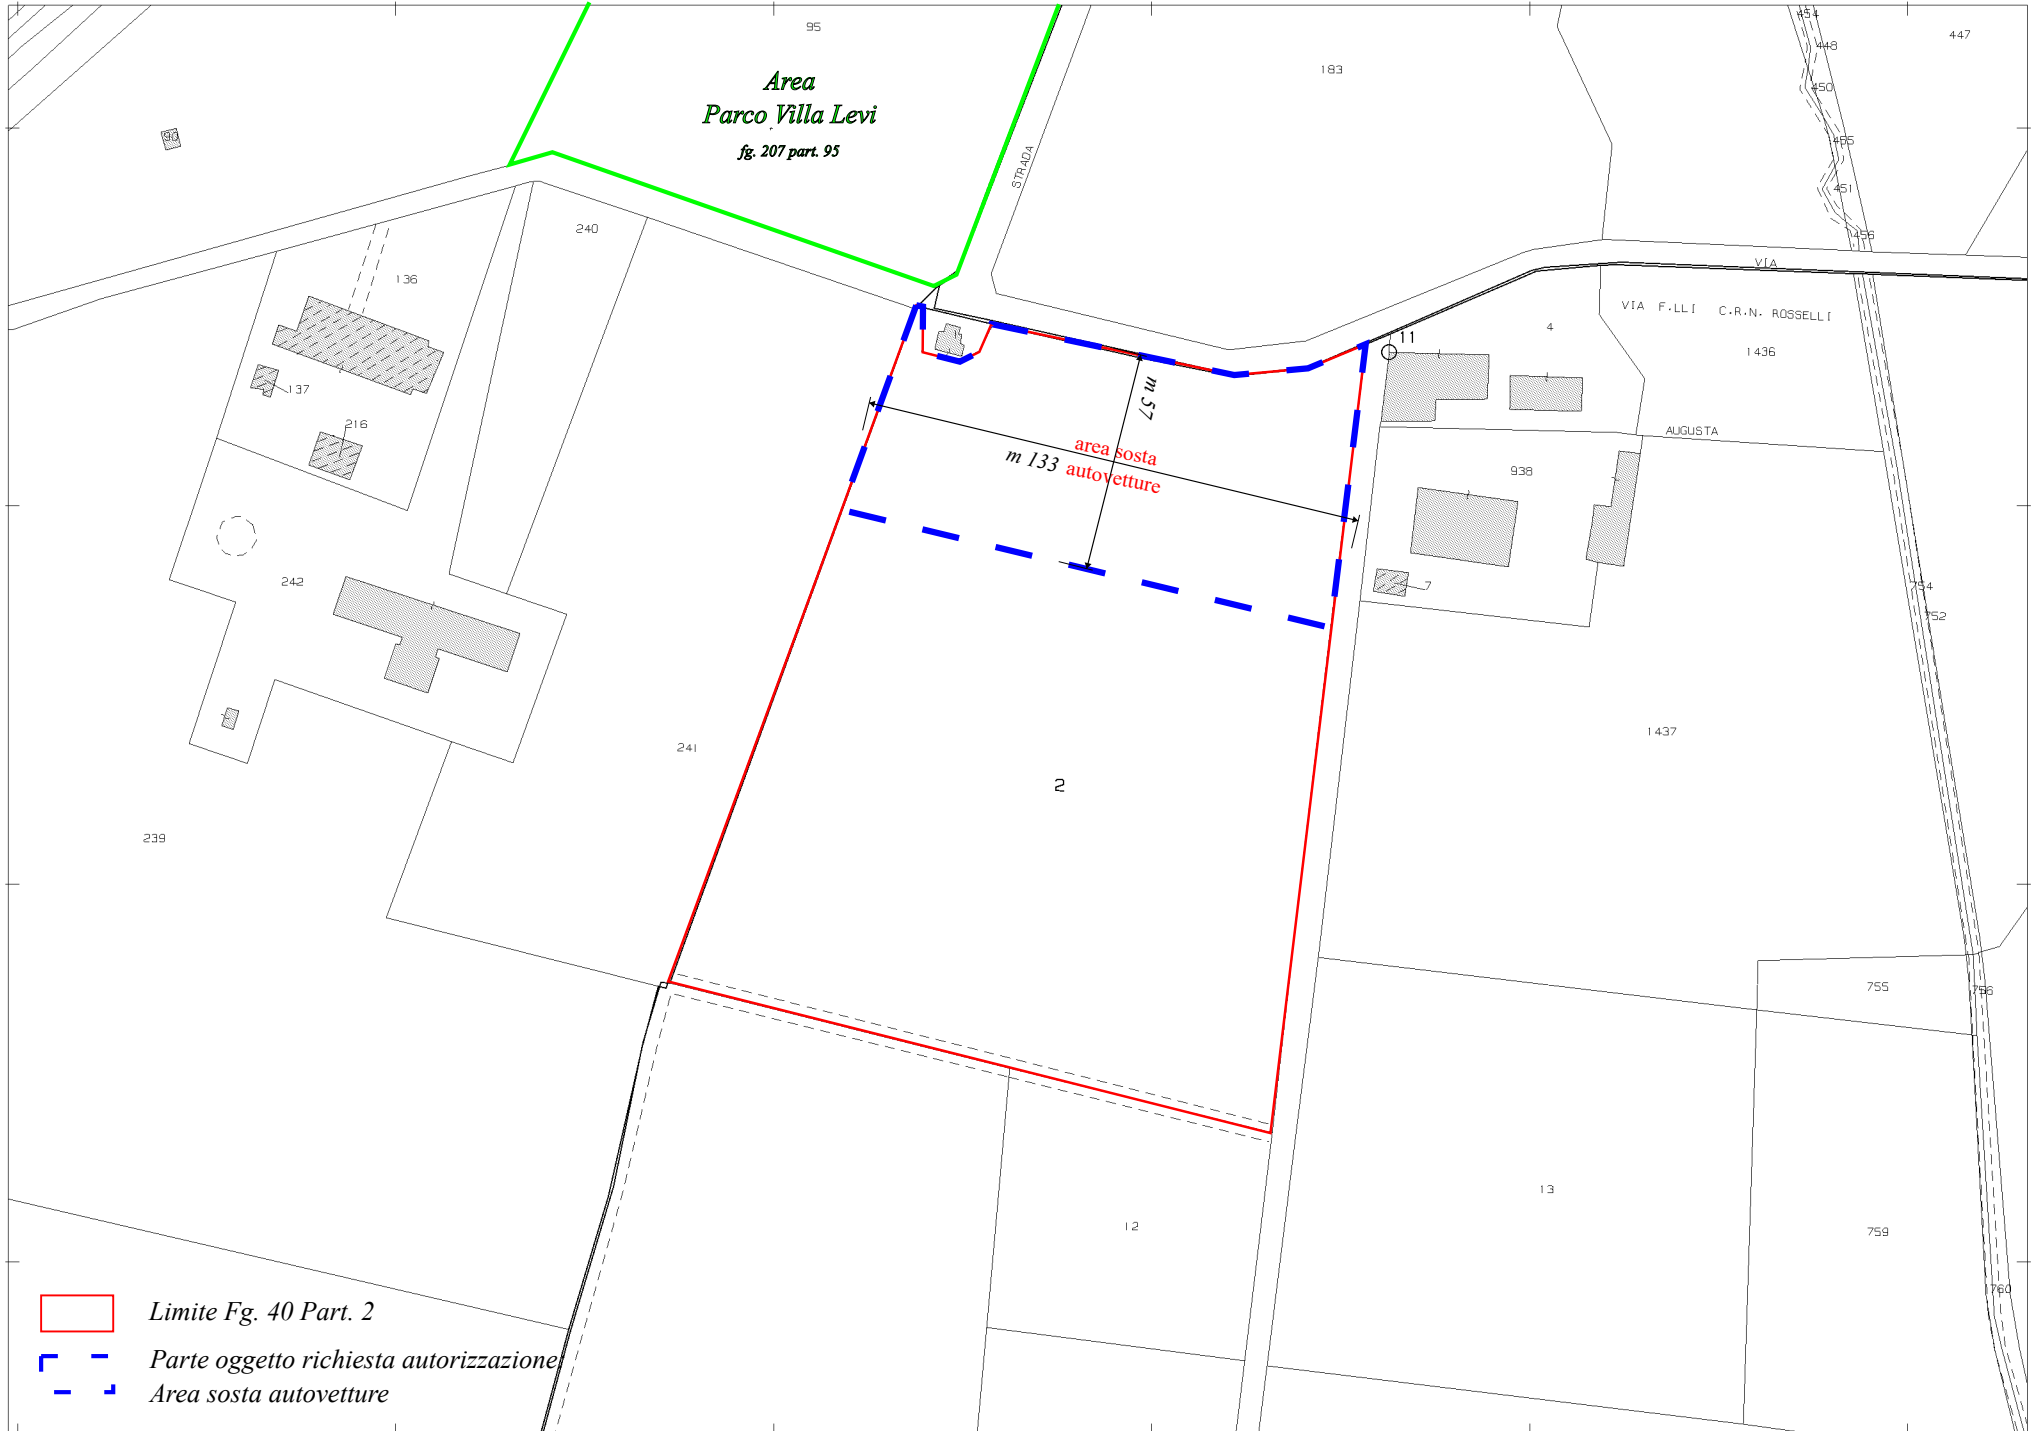 95
Area
Parco Villa Levi
fg. 207 part. 95
183
454
448
447
450
455
451
456
90
STRADA
240
136
VIA
VIA F.LLI C.R.N. ROSSELLI
4
11
1436
137
216
m 57
AUGUSTA
area sosta
autovetture
m 133
938
242
7
754
752
241
2
1437
239
755
756
13
12
759
760
Limite Fg. 40 Part. 2
Parte oggetto richiesta autorizzazione
Area sosta autovetture